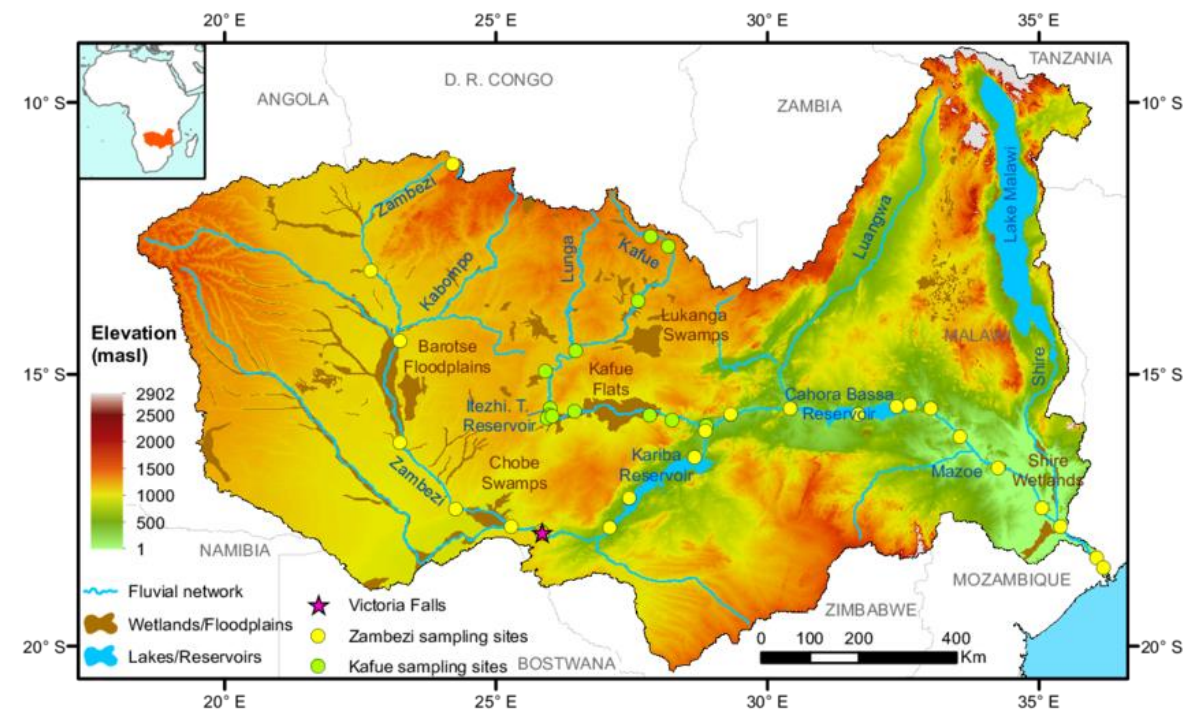 20° E 25° E 30° E 35° E
TANZANIA
D. R. CONGO
ANGOLA
ZAMBIA
10° S
10° S
Zambezi
Kabompo
Lunga
Kafue
Luangwa
Lake Malawi
Lukanga
Swamps
MALAWI
Shire
Elevation
(masl)
2902
2500
2000
1500
1000
500
1
Barotse
Floodplains
Kafue
Flats
15° S
15° S
Itezhi. T.
Reservoir
Cahora Bassa
Reservoir
Kariba
Reservoir
Chobe
Swamps
Zambezi
Mazoe
Shire
Wetlands
NAMIBIA
MOZAMBIQUE
ZIMBABWE
BOSTWANA
Fluvial network
Wetlands/Floodplains
Lakes/Reservoirs
Victoria Falls
Zambezi sampling sites
Kafue sampling sites
0 100 200 400
Km
20° S
20° S
20° E 25° E 30° E 35° E